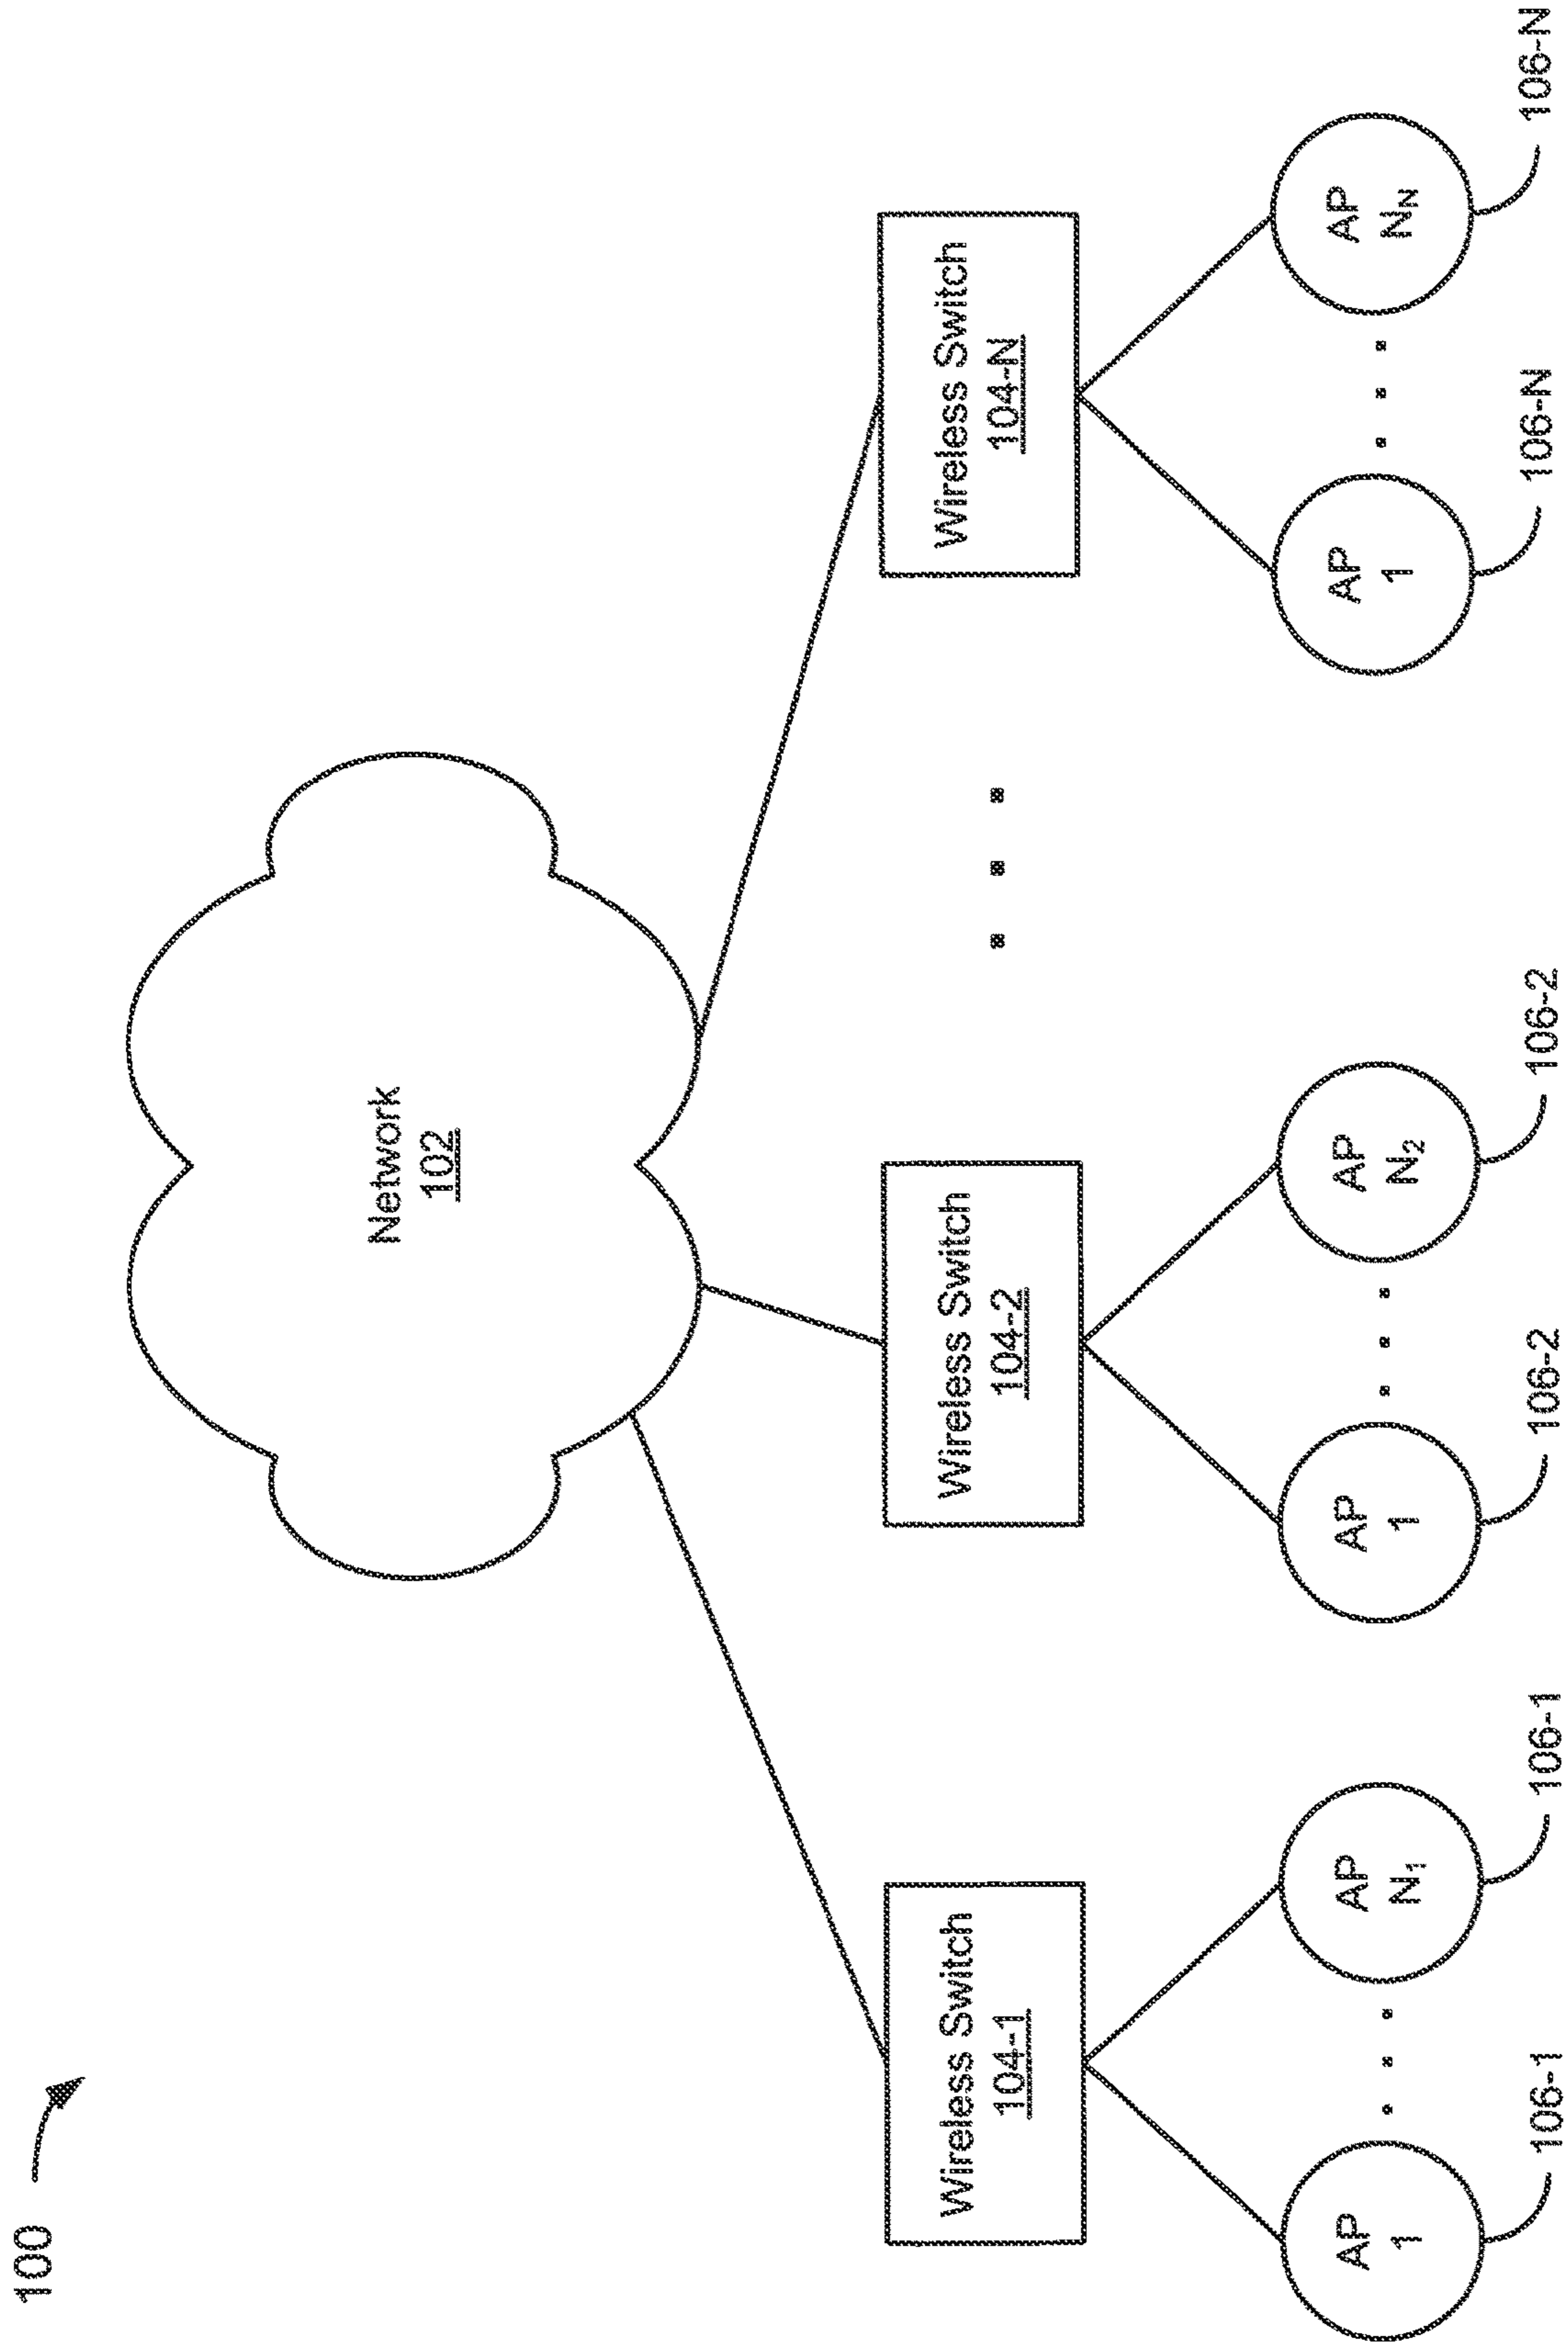 100
Network
102
Wireless Switch
104-1
Wireless Switch
104-2
Wireless Switch
104-N
AP
1
AP
N₁
AP
1
AP
N₂
AP
1
AP
N_N
106-1
106-1
106-2
106-2
106-N
106-N